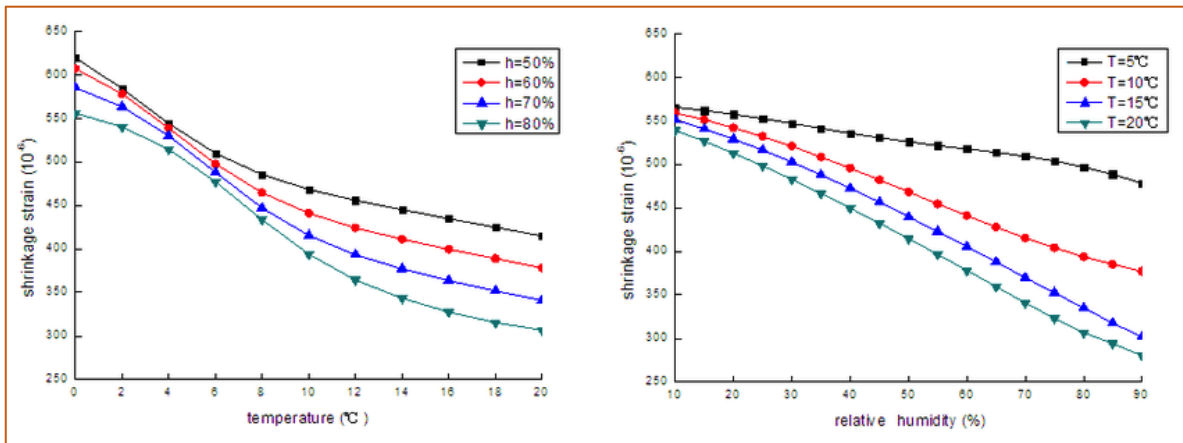 650
600
550
500
450
400
350
300
250
shrinkage strain (10⁻⁶)
h=50%
h=60%
h=70%
h=80%
0 2 4 6 8 10 12 14 16 18 20
temperature (℃ )
650
600
550
500
450
400
350
300
250
shrinkage strain (10⁻⁶)
T=5℃
T=10℃
T=15℃
T=20℃
10 20 30 40 50 60 70 80 90
relative humidity (%)